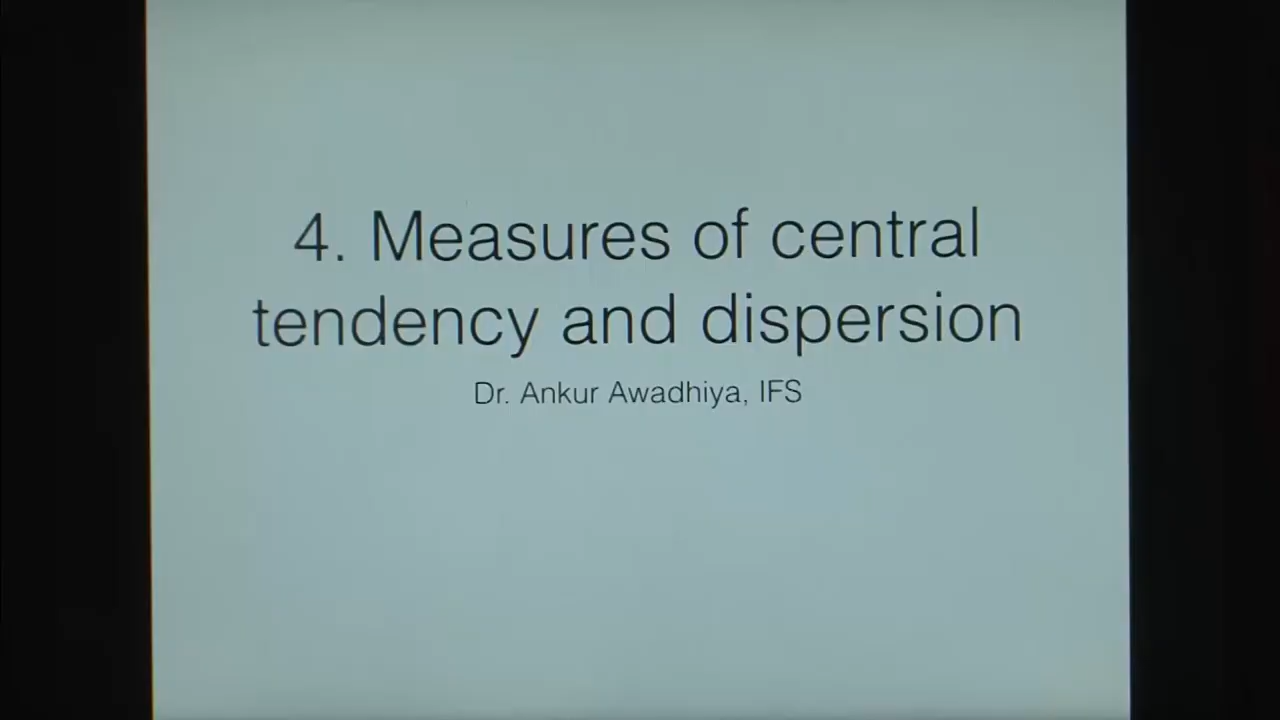 4. Measures of central
tendency and dispersion
Dr. Ankur Awadhiya, IFS